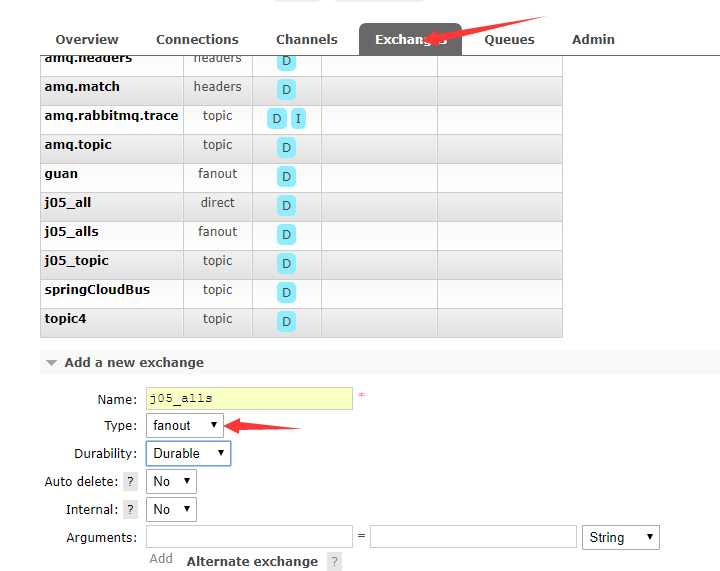 Overview Connections Channels Exchanges Queues Admin
amq.headers headers D
amq.match headers D
amq.rabbitmq.trace topic D I
amq.topic topic D
guan fanout D
j05_all direct D
j05_alls fanout D
j05_topic topic D
springCloudBus topic D
topic4 topic D
Add a new exchange
Name: j05_alls *
Type: fanout
Durability: Durable
Auto delete: ? No
Internal: ? No
Arguments: = String
Add Alternate exchange ?